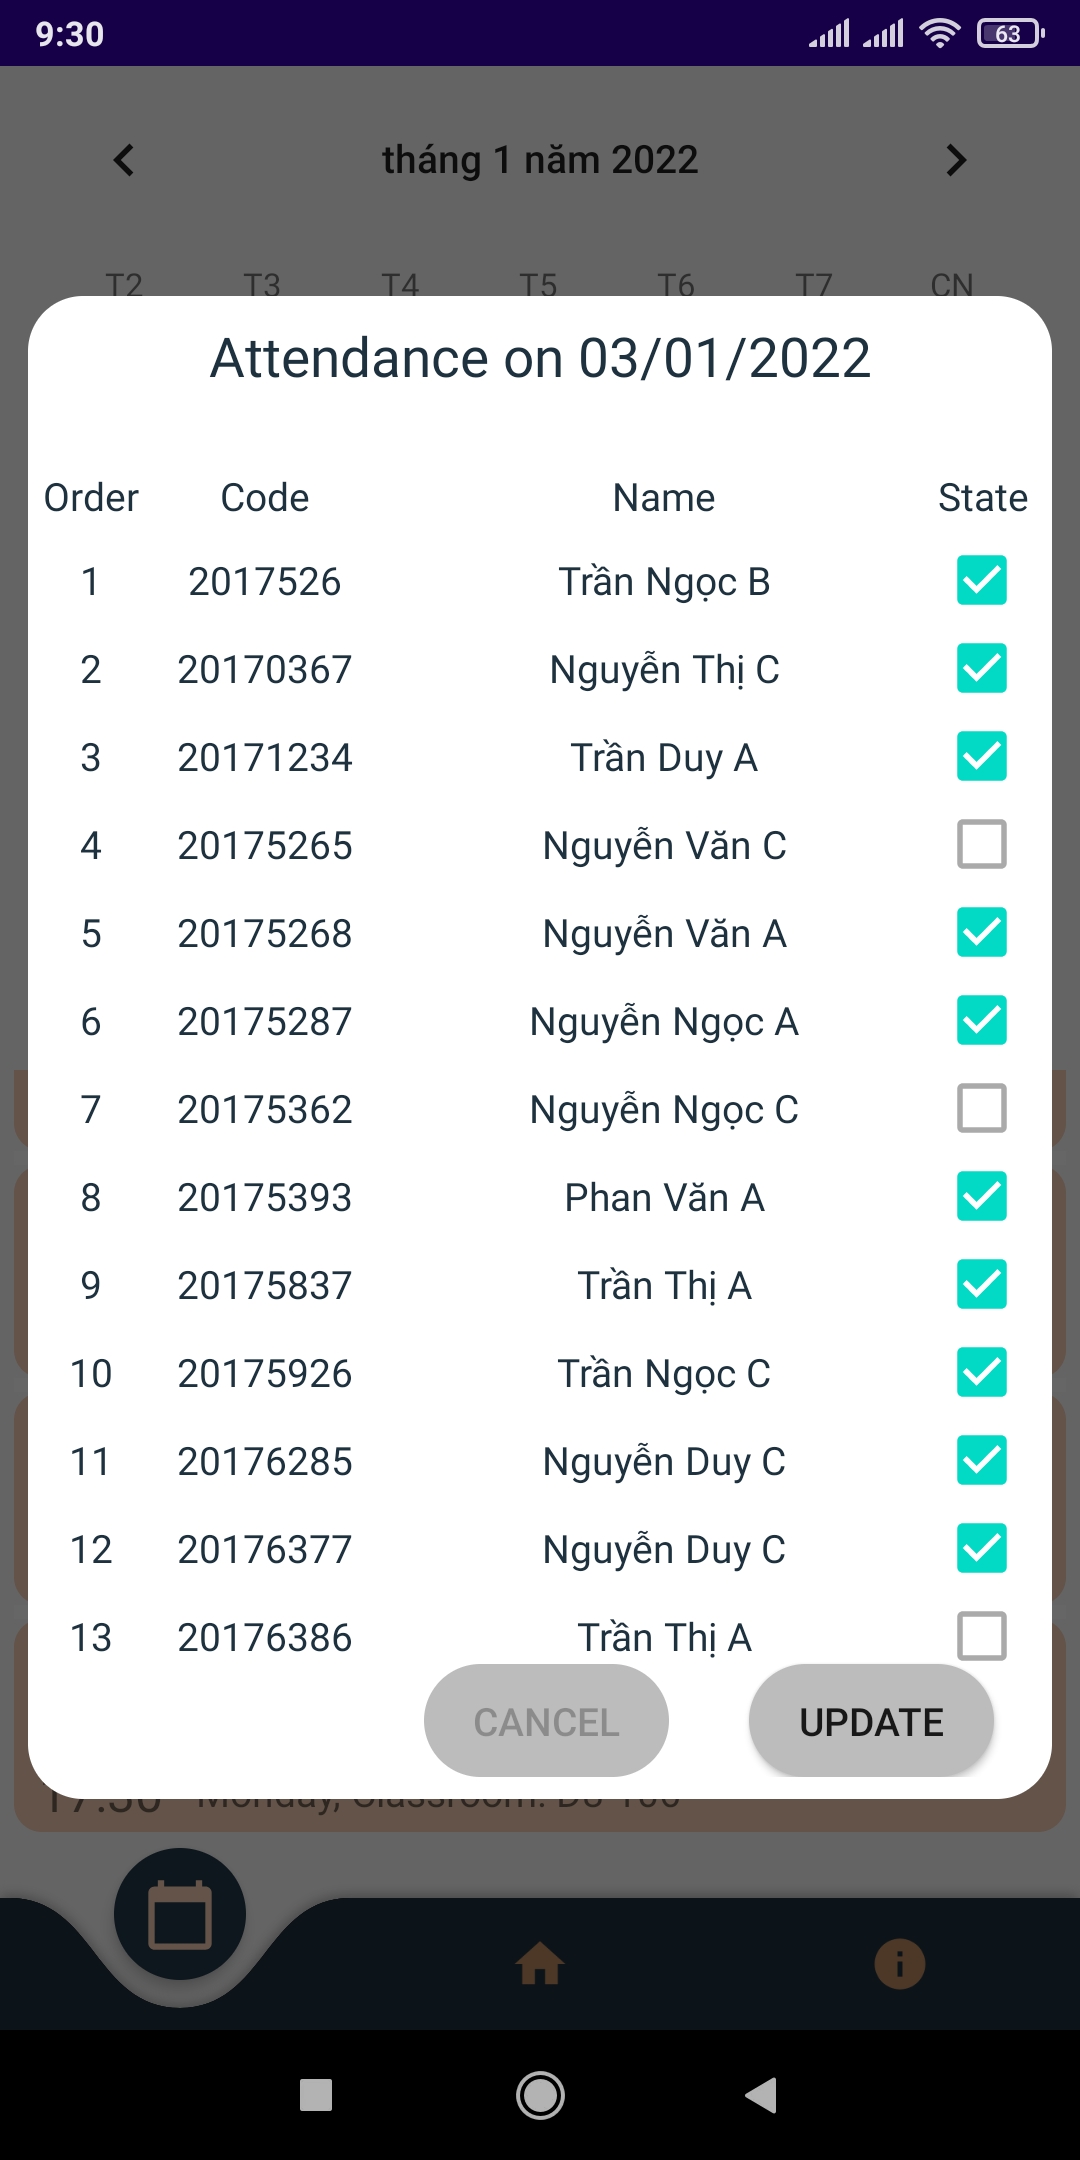 9:30
63
tháng 1 năm 2022
T2 T3 T4 T5 T6 T7 CN
Attendance on 03/01/2022
Order Code Name State
1 2017526 Trần Ngọc B
2 20170367 Nguyễn Thị C
3 20171234 Trần Duy A
4 20175265 Nguyễn Văn C
5 20175268 Nguyễn Văn A
6 20175287 Nguyễn Ngọc A
7 20175362 Nguyễn Ngọc C
8 20175393 Phan Văn A
9 20175837 Trần Thị A
10 20175926 Trần Ngọc C
11 20176285 Nguyễn Duy C
12 20176377 Nguyễn Duy C
13 20176386 Trần Thị A
CANCEL UPDATE
Monday, Classroom: